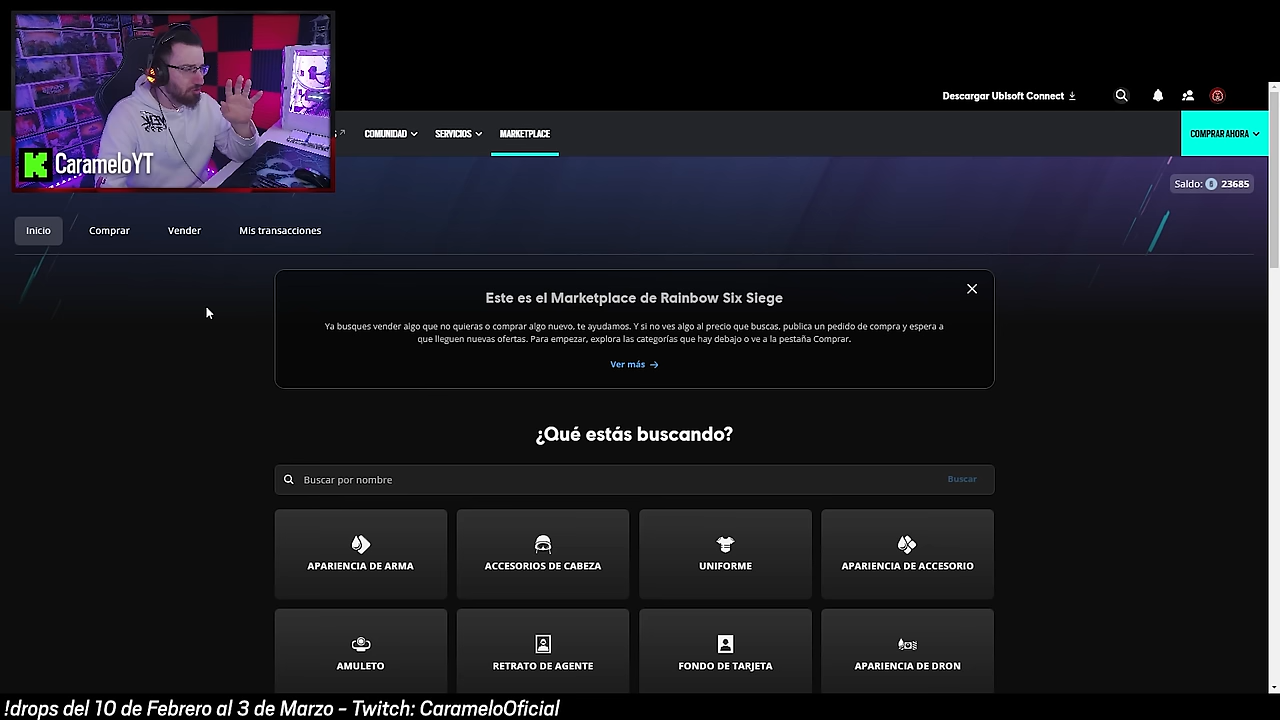 CarameloYT
Descargar Ubisoft Connect
COMUNIDAD
SERVICIOS
MARKETPLACE
COMPRAR AHORA
Saldo: 23685
Inicio
Comprar
Vender
Mis transacciones
Este es el Marketplace de Rainbow Six Siege
Ya busques vender algo que no quieras o comprar algo nuevo, te ayudamos. Y si no ves algo al precio que buscas, publica un pedido de compra y espera a
que lleguen nuevas ofertas. Para empezar, explora las categorías que hay debajo o ve a la pestaña Comprar.
Ver más
¿Qué estás buscando?
Buscar por nombre
Buscar
APARIENCIA DE ARMA
ACCESORIOS DE CABEZA
UNIFORME
APARIENCIA DE ACCESORIO
AMULETO
RETRATO DE AGENTE
FONDO DE TARJETA
APARIENCIA DE DRON
!drops del 10 de Febrero al 3 de Marzo - Twitch: CarameloOficial